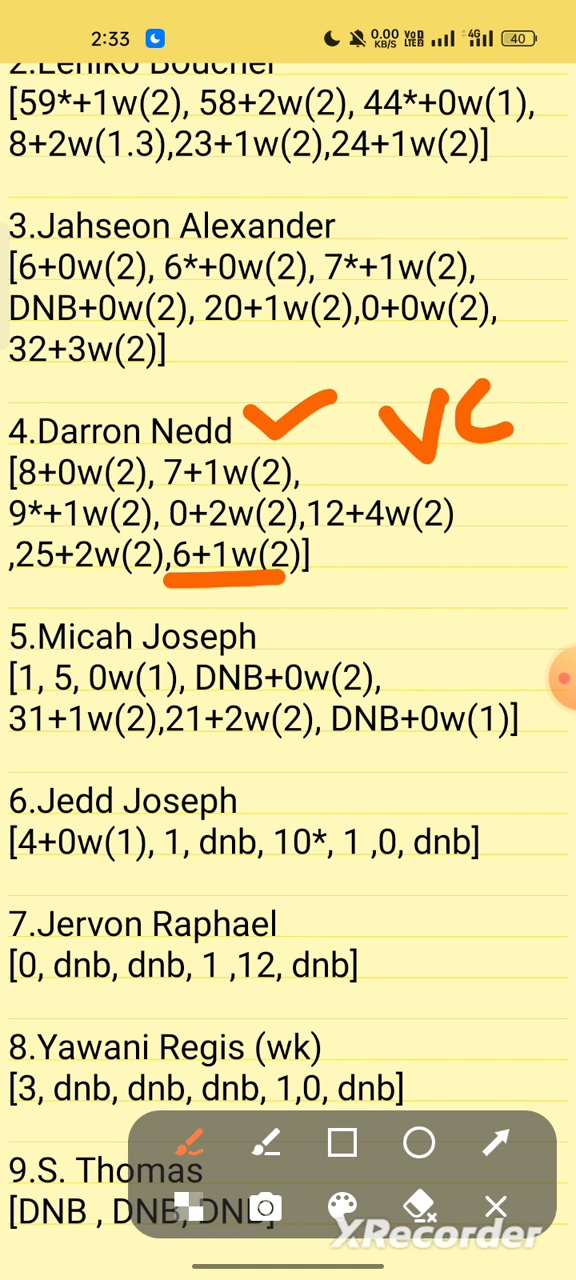 2:33
0.00 KB/S
Vo LTE
4G
40
2.Leniko Boucher
[59*+1w(2), 58+2w(2), 44*+0w(1),
8+2w(1.3),23+1w(2),24+1w(2)]
3.Jahseon Alexander
[6+0w(2), 6*+0w(2), 7*+1w(2),
DNB+0w(2), 20+1w(2),0+0w(2),
32+3w(2)]
4.Darron Nedd
VC
[8+0w(2), 7+1w(2),
9*+1w(2), 0+2w(2),12+4w(2)
,25+2w(2),6+1w(2)]
5.Micah Joseph
[1, 5, 0w(1), DNB+0w(2),
31+1w(2),21+2w(2), DNB+0w(1)]
6.Jedd Joseph
[4+0w(1), 1, dnb, 10*, 1 ,0, dnb]
7.Jervon Raphael
[0, dnb, dnb, 1 ,12, dnb]
8.Yawani Regis (wk)
[3, dnb, dnb, dnb, 1,0, dnb]
9.S. Thomas
[DNB , DNB, DNB]
XRecorder